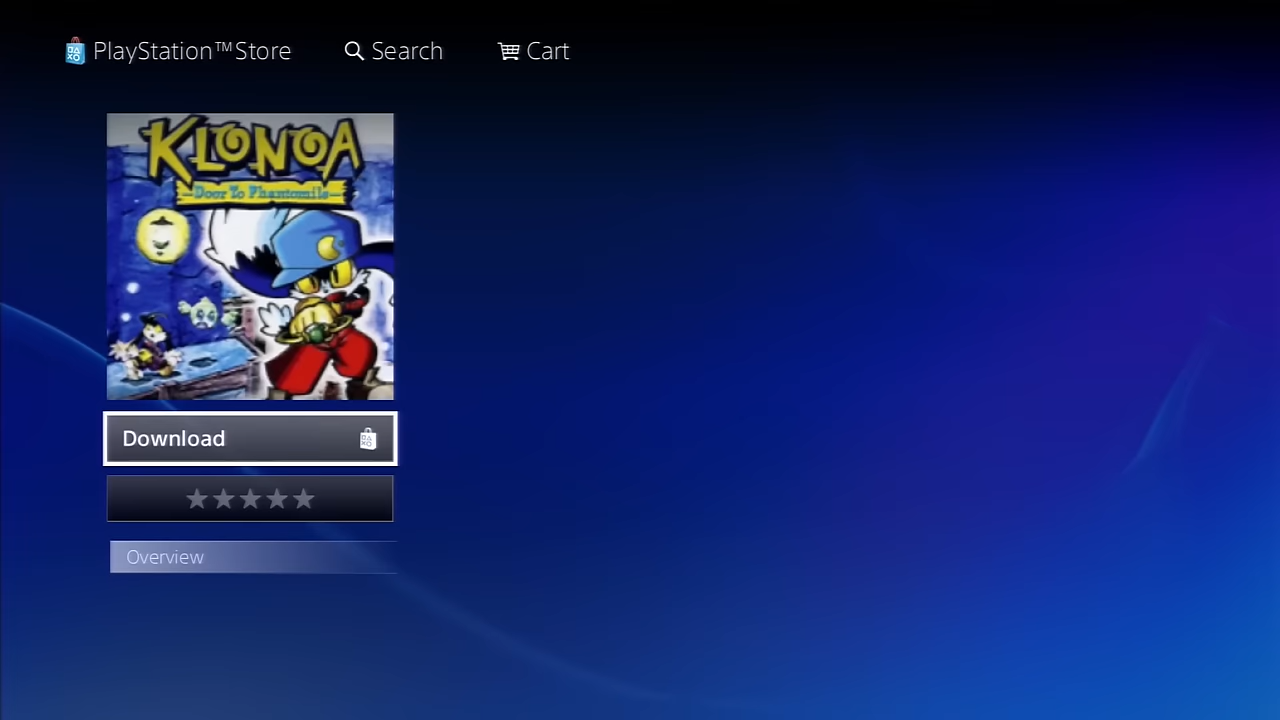 PlayStation™Store
Search
Cart
KLONOA
Door To Phantomile
Download
Overview